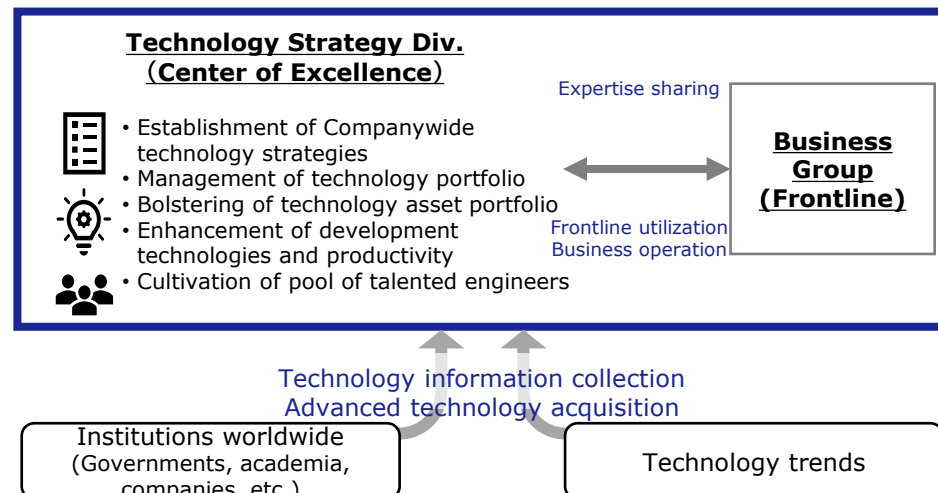 Technology Strategy Div.
（Center of Excellence）
・Establishment of Companywide
technology strategies
・Management of technology portfolio
・Bolstering of technology asset portfolio
・Enhancement of development
technologies and productivity
・Cultivation of pool of talented engineers
Expertise sharing
Frontline utilization
Business operation
Business
Group
(Frontline)
Technology information collection
Advanced technology acquisition
Institutions worldwide
(Governments, academia,
companies, etc.)
Technology trends